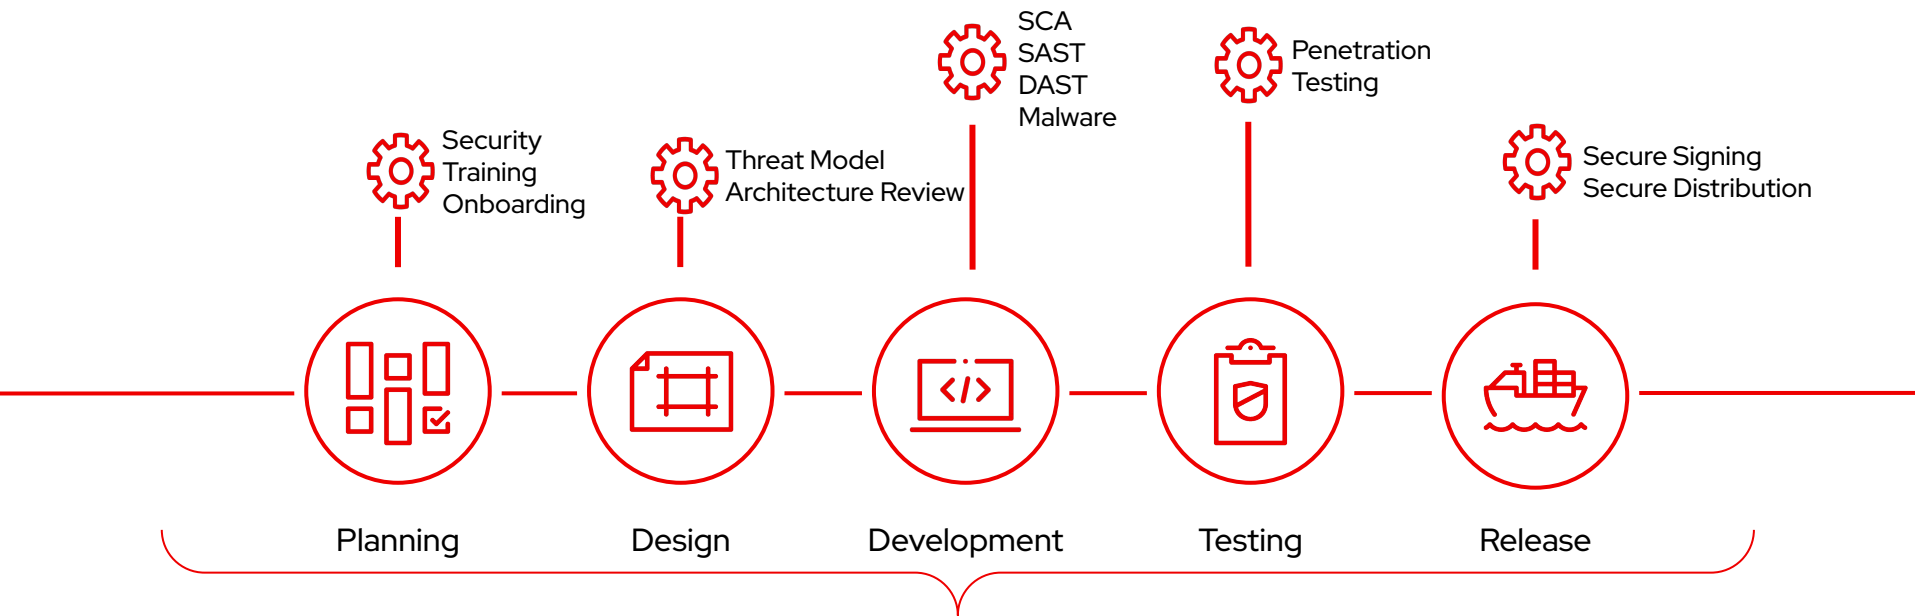 Security
Training
Onboarding
Threat Model
Architecture Review
SCA
SAST
DAST
Malware
Penetration
Testing
Secure Signing
Secure Distribution
Planning
Design
Development
Testing
Release